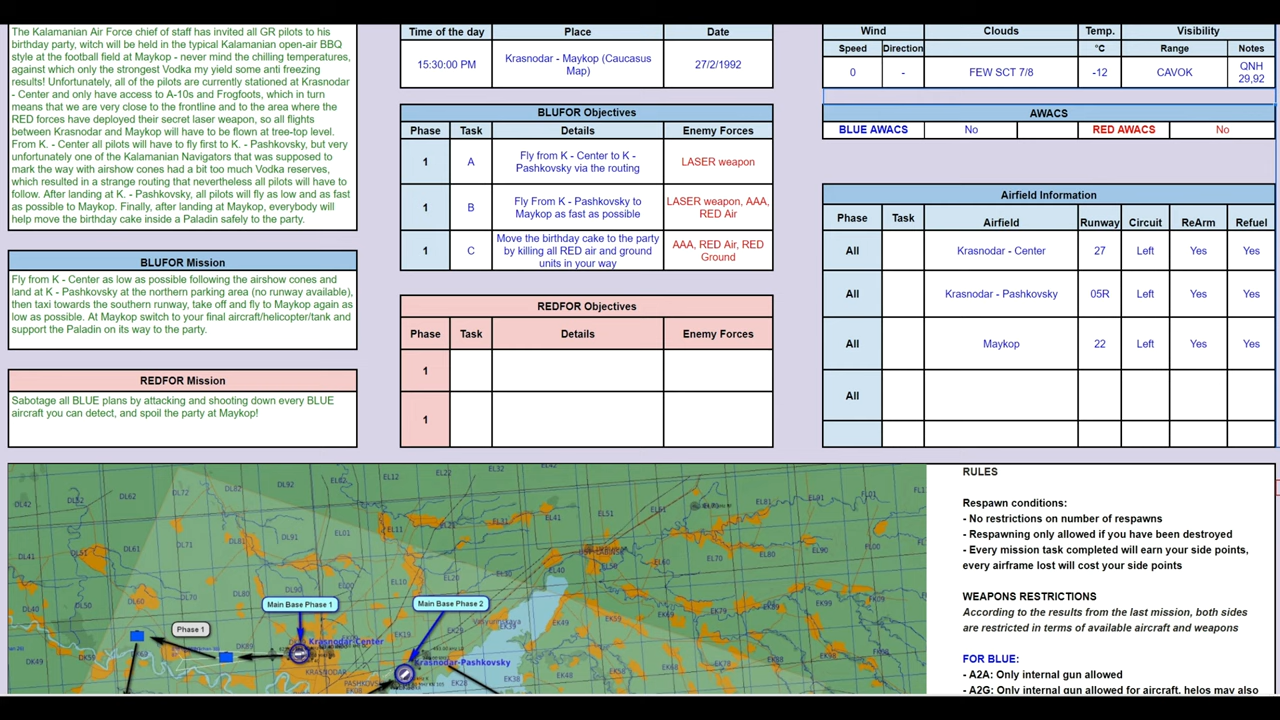 The Kalamanian Air Force chief of staff has invited all GR pilots to his
birthday party, witch will be held in the typical Kalamanian open-air BBQ
style at the football field at Maykop - never mind the chilling temperatures,
against which only the strongest Vodka my yield some anti freezing
results! Unfortunately, all of the pilots are currently stationed at Krasnodar
- Center and only have access to A-10s and Frogfoots, which in turn
means that we are very close to the frontline and to the area where the
RED forces have deployed their secret laser weapon, so all flights
between Krasnodar and Maykop will have to be flown at tree-top level.
From K. - Center all pilots will have to fly first to K. - Pashkovsky, but very
unfortunately one of the Kalamanian Navigators that was supposed to
mark the way with airshow cones had a bit too much Vodka reserves,
which resulted in a strange routing that nevertheless all pilots will have to
follow. After landing at K. - Pashkovsky, all pilots will fly as low and as fast
as possible to Maykop. Finally, after landing at Maykop, everybody will
help move the birthday cake inside a Paladin safely to the party.
BLUFOR Mission
Fly from K - Center as low as possible following the airshow cones and
land at K - Pashkovsky at the northern parking area (no runway available),
then taxi towards the southern runway, take off and fly to Maykop again as
low as possible. At Maykop switch to your final aircraft/helicopter/tank and
support the Paladin on its way to the party.
REDFOR Mission
Sabotage all BLUE plans by attacking and shooting down every BLUE
aircraft you can detect, and spoil the party at Maykop!
Time of the day Place Date
15:30:00 PM Krasnodar - Maykop (Caucasus Map) 27/2/1992
BLUFOR Objectives
Phase Task Details Enemy Forces
1 A Fly from K - Center to K - Pashkovsky via the routing LASER weapon
1 B Fly From K - Pashkovsky to Maykop as fast as possible LASER weapon, AAA, RED Air
1 C Move the birthday cake to the party by killing all RED air and ground units in your way AAA, RED Air, RED Ground
REDFOR Objectives
Phase Task Details Enemy Forces
1
1
Wind Clouds Temp. Visibility
Speed Direction °C Range Notes
0 - FEW SCT 7/8 -12 CAVOK QNH 29,92
AWACS
BLUE AWACS No RED AWACS No
Airfield Information
Phase Task Airfield Runway Circuit ReArm Refuel
All Krasnodar - Center 27 Left Yes Yes
All Krasnodar - Pashkovsky 05R Left Yes Yes
All Maykop 22 Left Yes Yes
All
Main Base Phase 1
Main Base Phase 2
Phase 1
Krasnodar-Center
Krasnodar-Pashkovsky
RULES
Respawn conditions:
- No restrictions on number of respawns
- Respawning only allowed if you have been destroyed
- Every mission task completed will earn your side points,
every airframe lost will cost your side points
WEAPONS RESTRICTIONS
According to the results from the last mission, both sides
are restricted in terms of available aircraft and weapons
FOR BLUE:
- A2A: Only internal gun allowed
- A2G: Only internal gun allowed for aircraft, helos may also